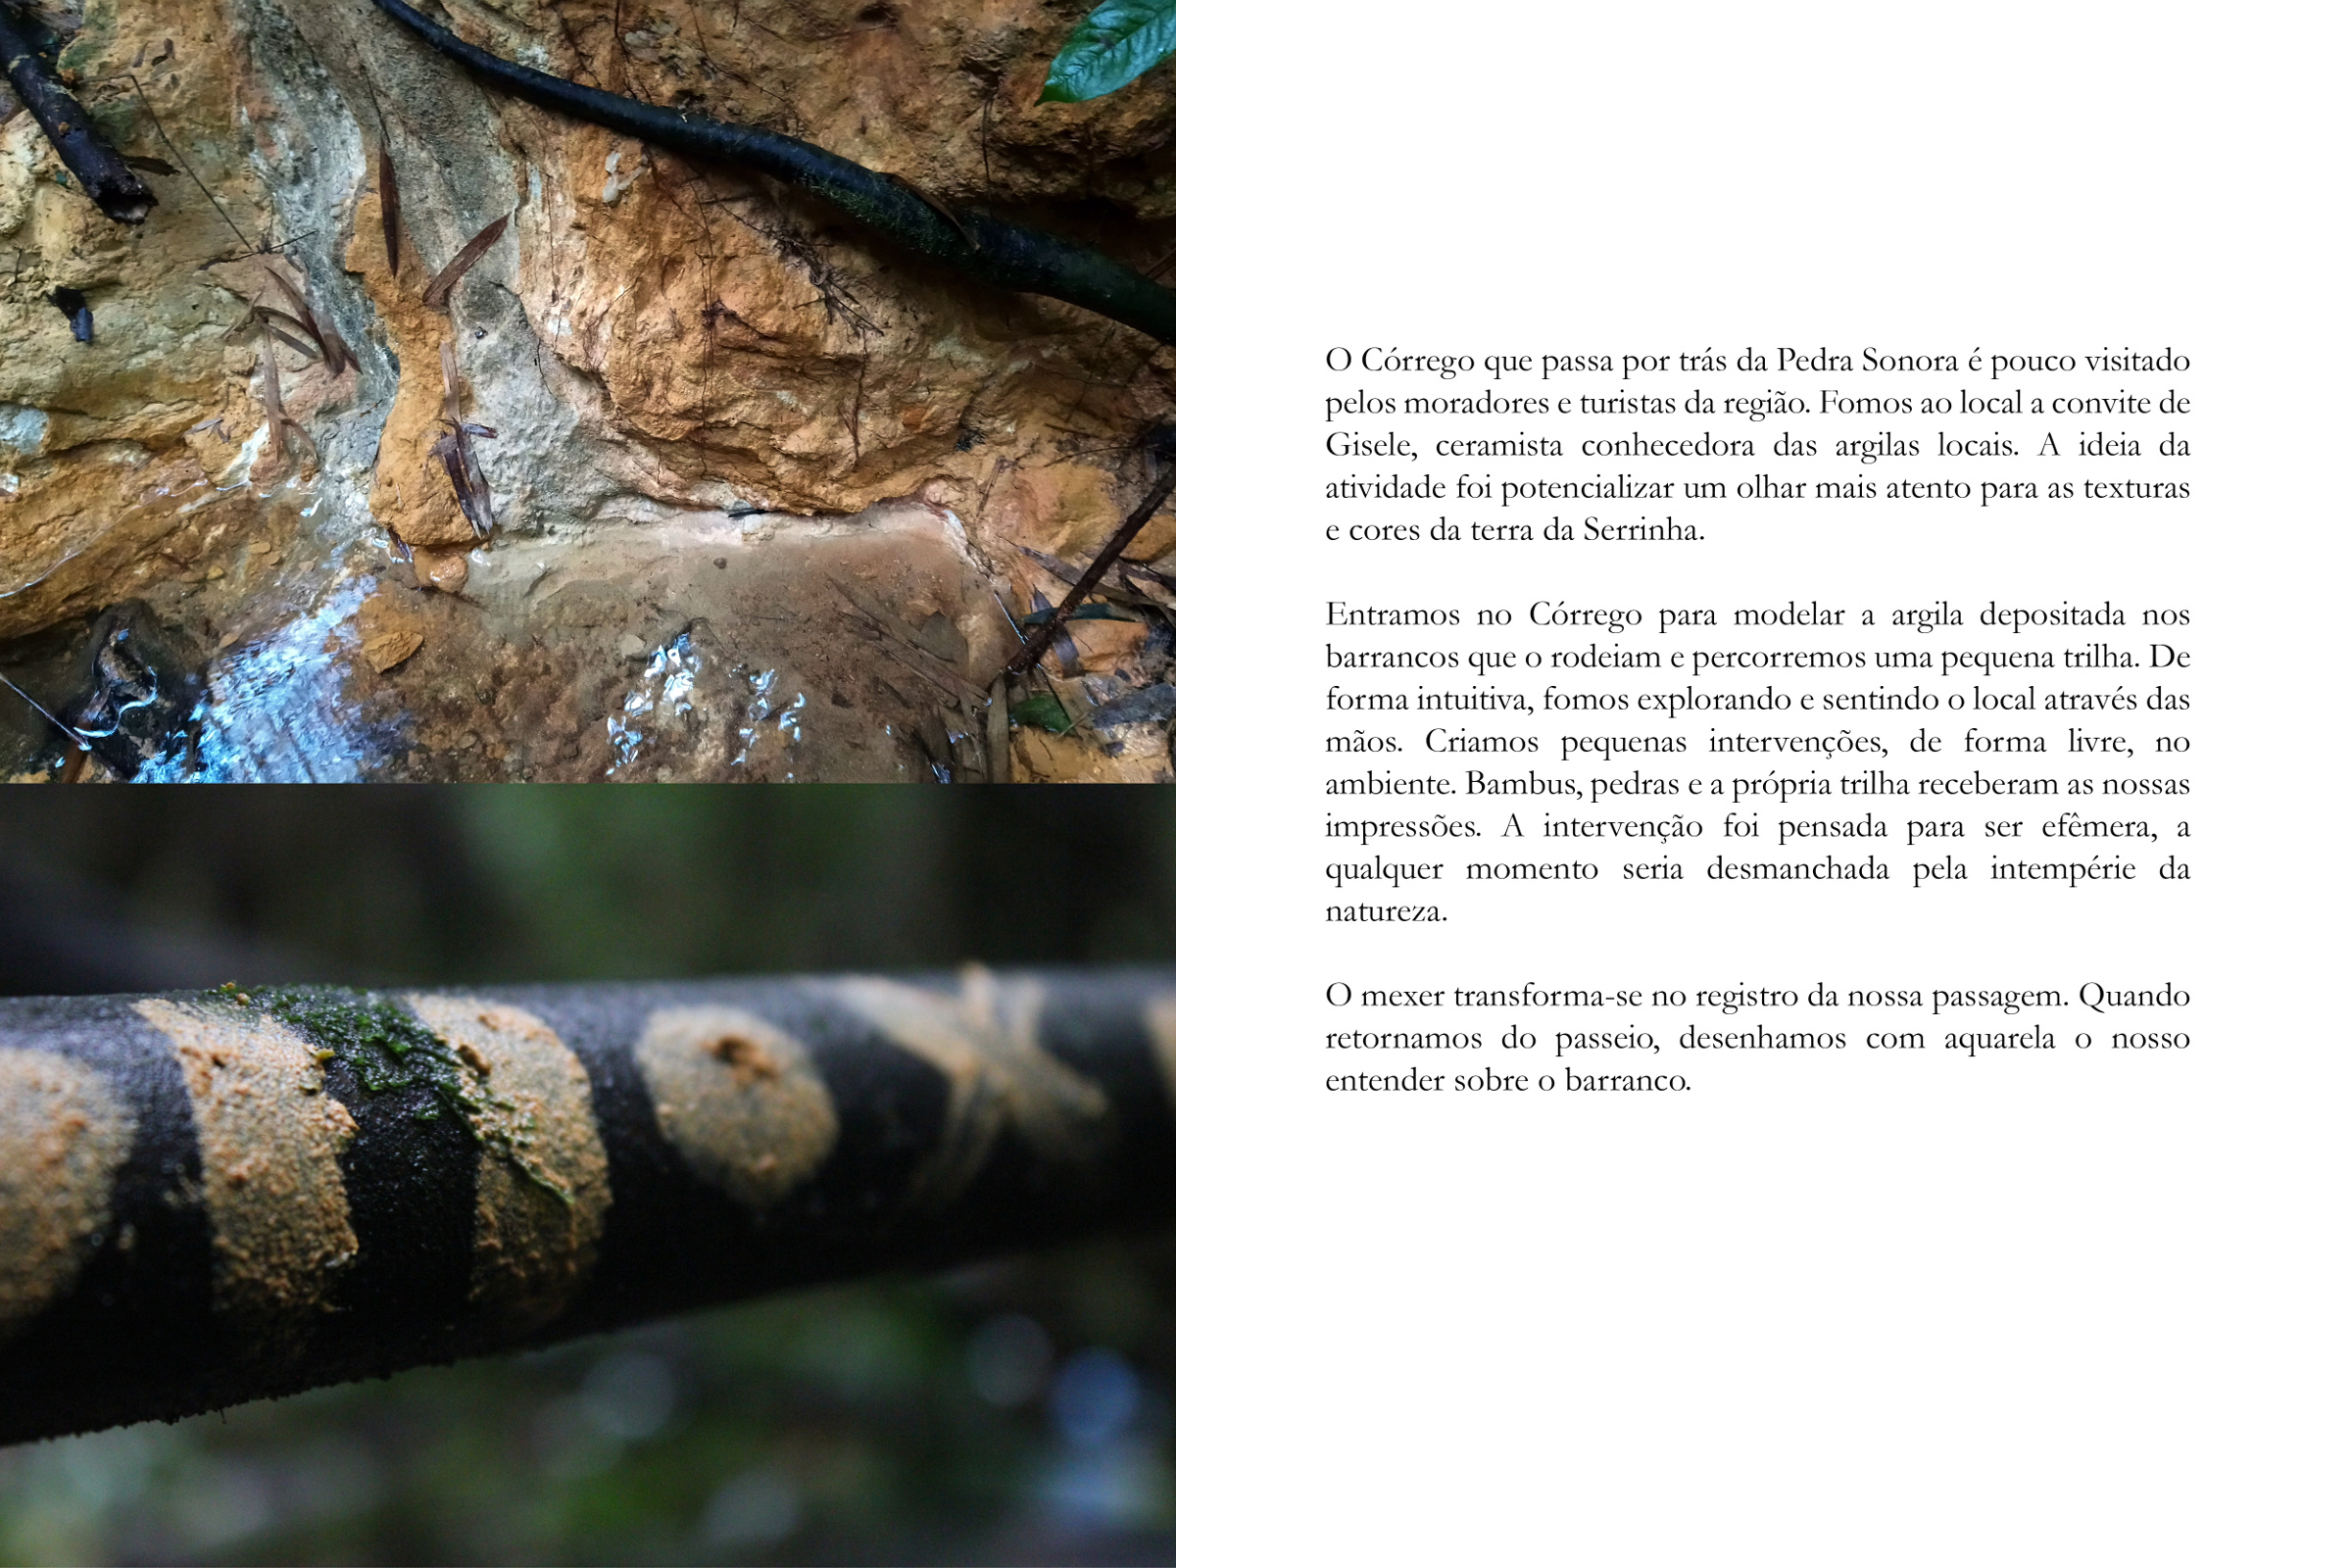 O Córrego que passa por trás da Pedra Sonora é pouco visitado
pelos moradores e turistas da região. Fomos ao local a convite de
Gisele, ceramista conhecedora das argilas locais. A ideia da
atividade foi potencializar um olhar mais atento para as texturas
e cores da terra da Serrinha.
Entramos no Córrego para modelar a argila depositada nos
barrancos que o rodeiam e percorremos uma pequena trilha. De
forma intuitiva, fomos explorando e sentindo o local através das
mãos. Criamos pequenas intervenções, de forma livre, no
ambiente. Bambus, pedras e a própria trilha receberam as nossas
impressões. A intervenção foi pensada para ser efêmera, a
qualquer momento seria desmanchada pela intempérie da
natureza.
O mexer transforma-se no registro da nossa passagem. Quando
retornamos do passeio, desenhamos com aquarela o nosso
entender sobre o barranco.